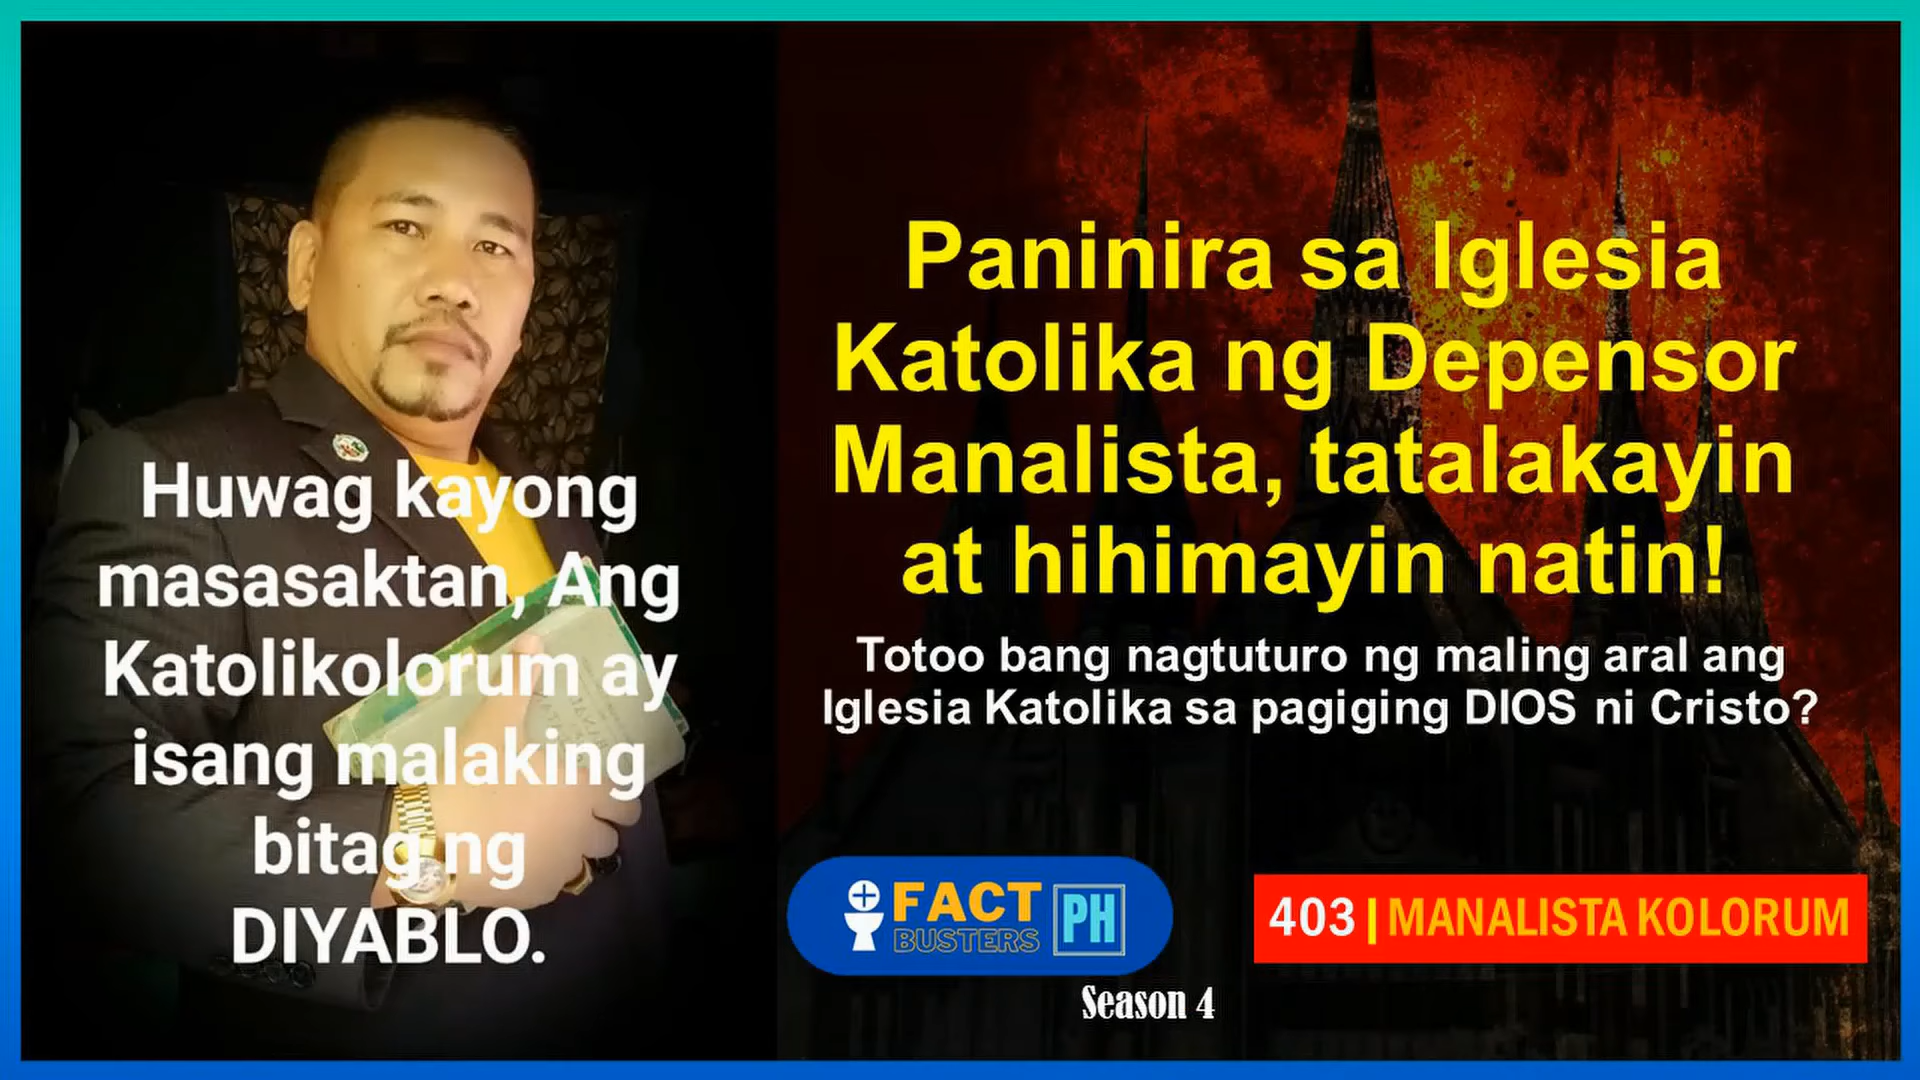 Huwag kayong
masasaktan, Ang
Katolikolorum ay
isang malaking
bitag ng
DIYABLO.
Paninira sa Iglesia
Katolika ng Depensor
Manalista, tatalakayin
at hihimayin natin!
Totoo bang nagtuturo ng maling aral ang
Iglesia Katolika sa pagiging DIOS ni Cristo?
FACT
BUSTERS
PH
Season 4
403 | MANALISTA KOLORUM